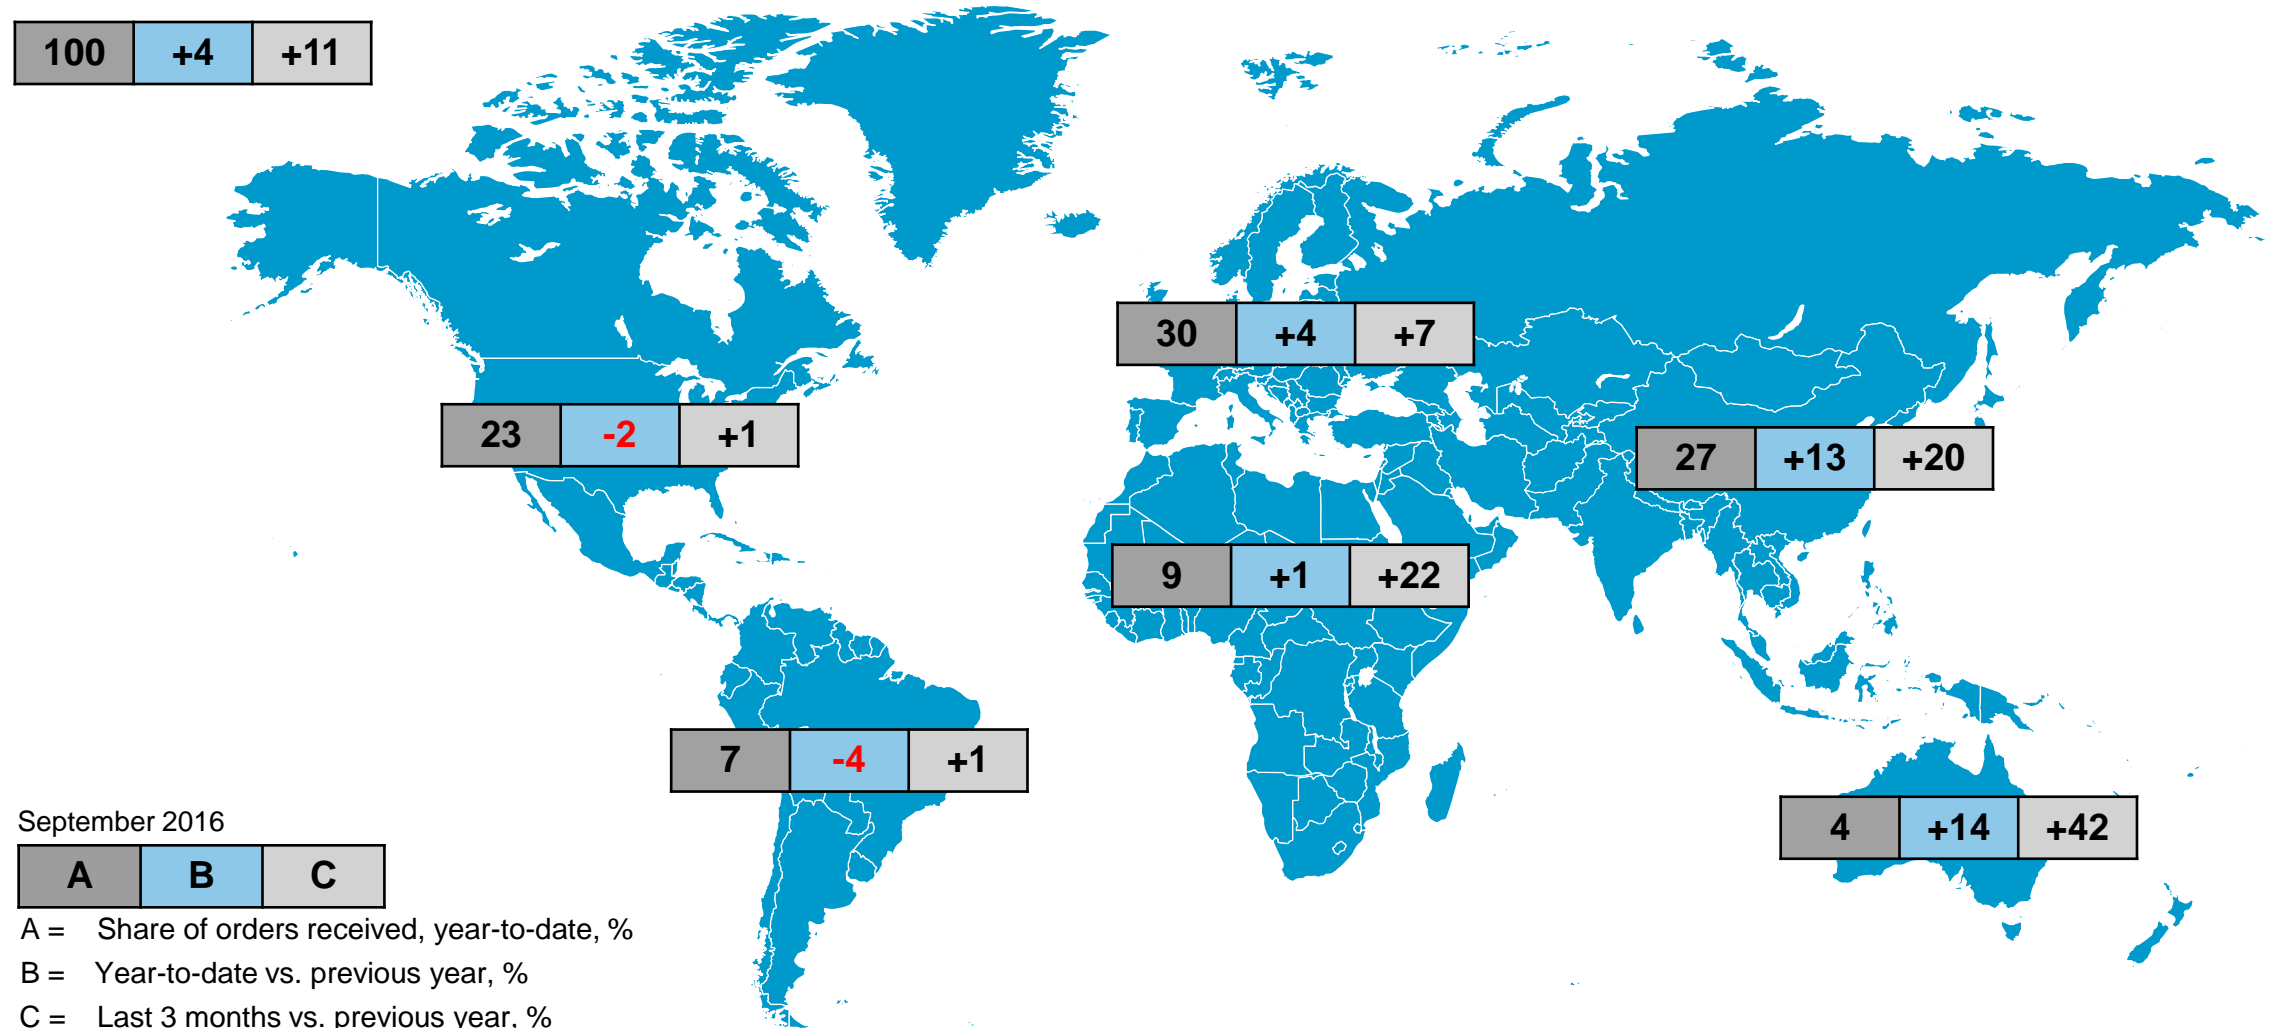 100 +4 +11
30 +4 +7
23 -2 +1
27 +13 +20
9 +1 +22
7 -4 +1
4 +14 +42
September 2016
A B C
A = Share of orders received, year-to-date, %
B = Year-to-date vs. previous year, %
C = Last 3 months vs. previous year, %